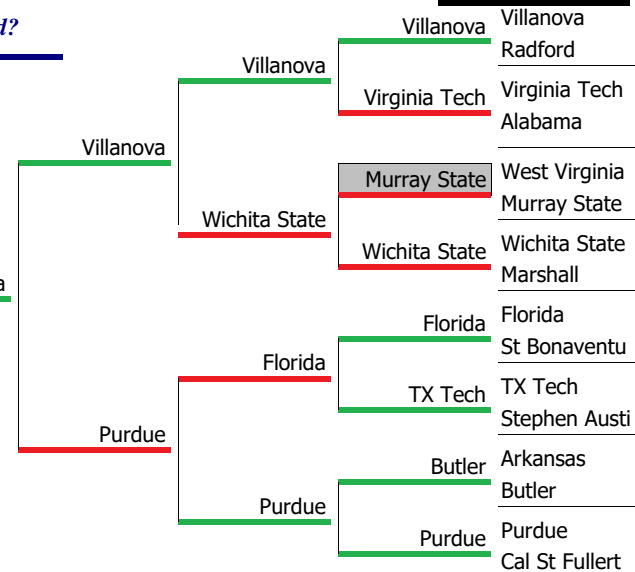 d?
Villanova
Radford
Virginia Tech
Alabama
West Virginia
Murray State
Wichita State
Marshall
Florida
St Bonaventu
TX Tech
Stephen Austi
Arkansas
Butler
Purdue
Cal St Fullert
Villanova
Virginia Tech
Murray State
Wichita State
Florida
TX Tech
Butler
Purdue
Villanova
Wichita State
Florida
Purdue
Villanova
Purdue
a